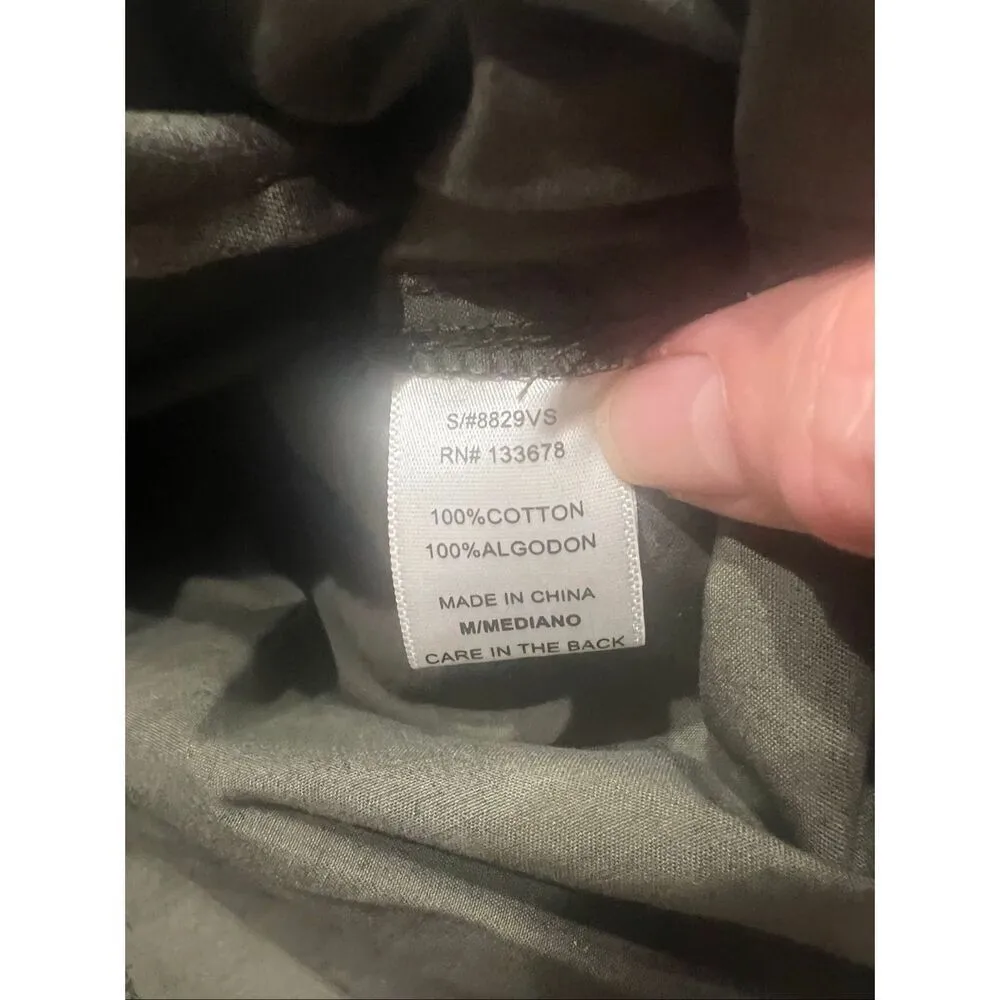 S/#8829VS
RN# 133678
100%COTTON
100%ALGODON
MADE IN CHINA
M/MEDIANO
CARE IN THE BACK